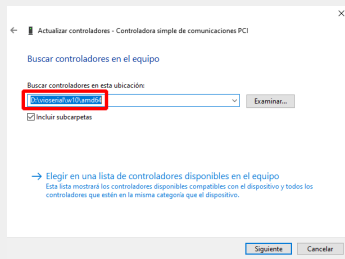 Actualizar controladores - Controladora simple de comunicaciones PCI
Buscar controladores en el equipo
Buscar controladores en esta ubicación:
D:\vioserial\w10\amd64
Examinar...
Incluir subcarpetas
Elegir en una lista de controladores disponibles en el equipo
Esta lista mostrará los controladores disponibles compatibles con el dispositivo y todos los
controladores que estén en la misma categoría que el dispositivo.
Siguiente
Cancelar